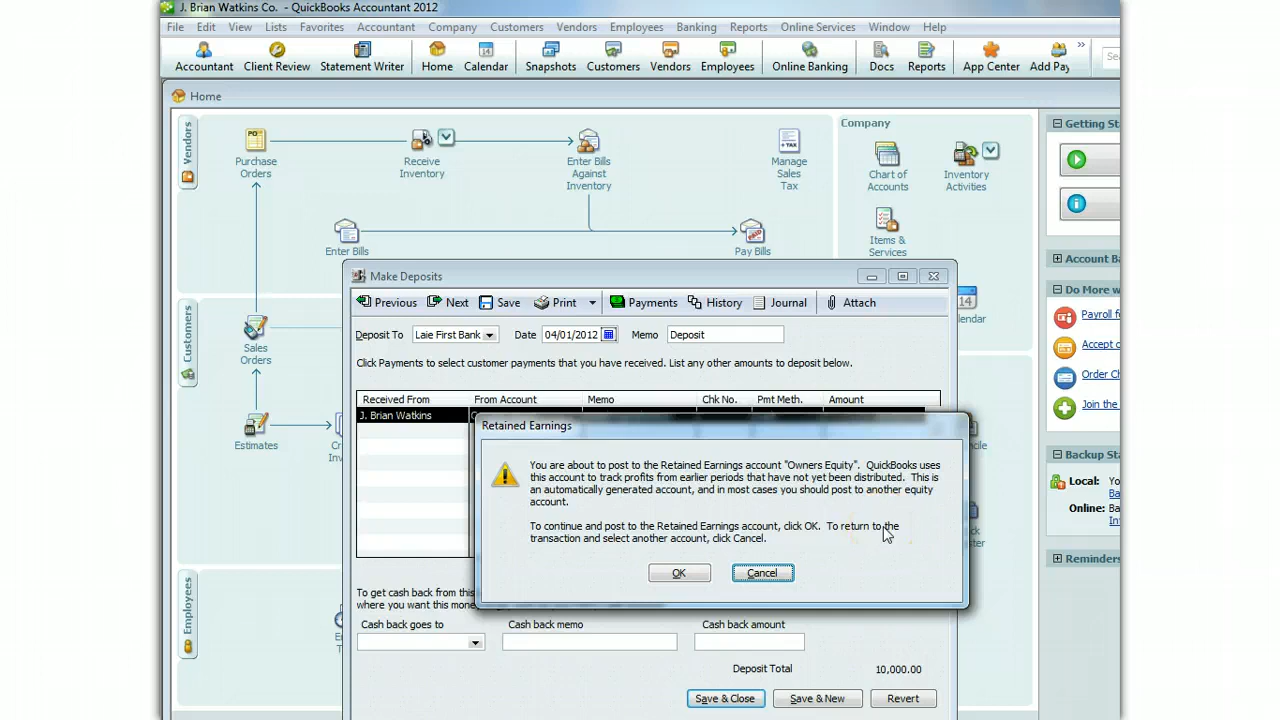 J. Brian Watkins Co. - QuickBooks Accountant 2012
File Edit View Lists Favorites Accountant Company Customers Vendors Employees Banking Reports Online Services Window Help
Accountant Client Review Statement Writer Home Calendar Snapshots Customers Vendors Employees Online Banking Docs Reports App Center Add Pay
Home
Vendors
Purchase
Orders
Receive
Inventory
Enter Bills
Against
Inventory
Manage
Sales
Tax
Enter Bills
Pay Bills
Company
Chart of
Accounts
Inventory
Activities
Items &
Services
Getting St
Account Ba
Do More w
Payroll f
Accept c
Order Ch
Join the
Backup Sta
Local: Yo
Ba
Online: Ba
Int
Reminders
Customers
Sales
Orders
Estimates
Employees
Make Deposits
Previous Next Save Print Payments History Journal Attach
Deposit To Laie First Bank Date 04/01/2012 Memo Deposit
Click Payments to select customer payments that you have received. List any other amounts to deposit below.
Received From From Account Memo Chk No. Pmt Meth. Amount
J. Brian Watkins
Retained Earnings
You are about to post to the Retained Earnings account "Owners Equity". QuickBooks uses
this account to track profits from earlier periods that have not yet been distributed. This is
an automatically generated account, and in most cases you should post to another equity
account.
To continue and post to the Retained Earnings account, click OK. To return to the
transaction and select another account, click Cancel.
OK Cancel
To get cash back from this
where you want this mone
Cash back goes to Cash back memo Cash back amount
Deposit Total 10,000.00
Save & Close Save & New Revert